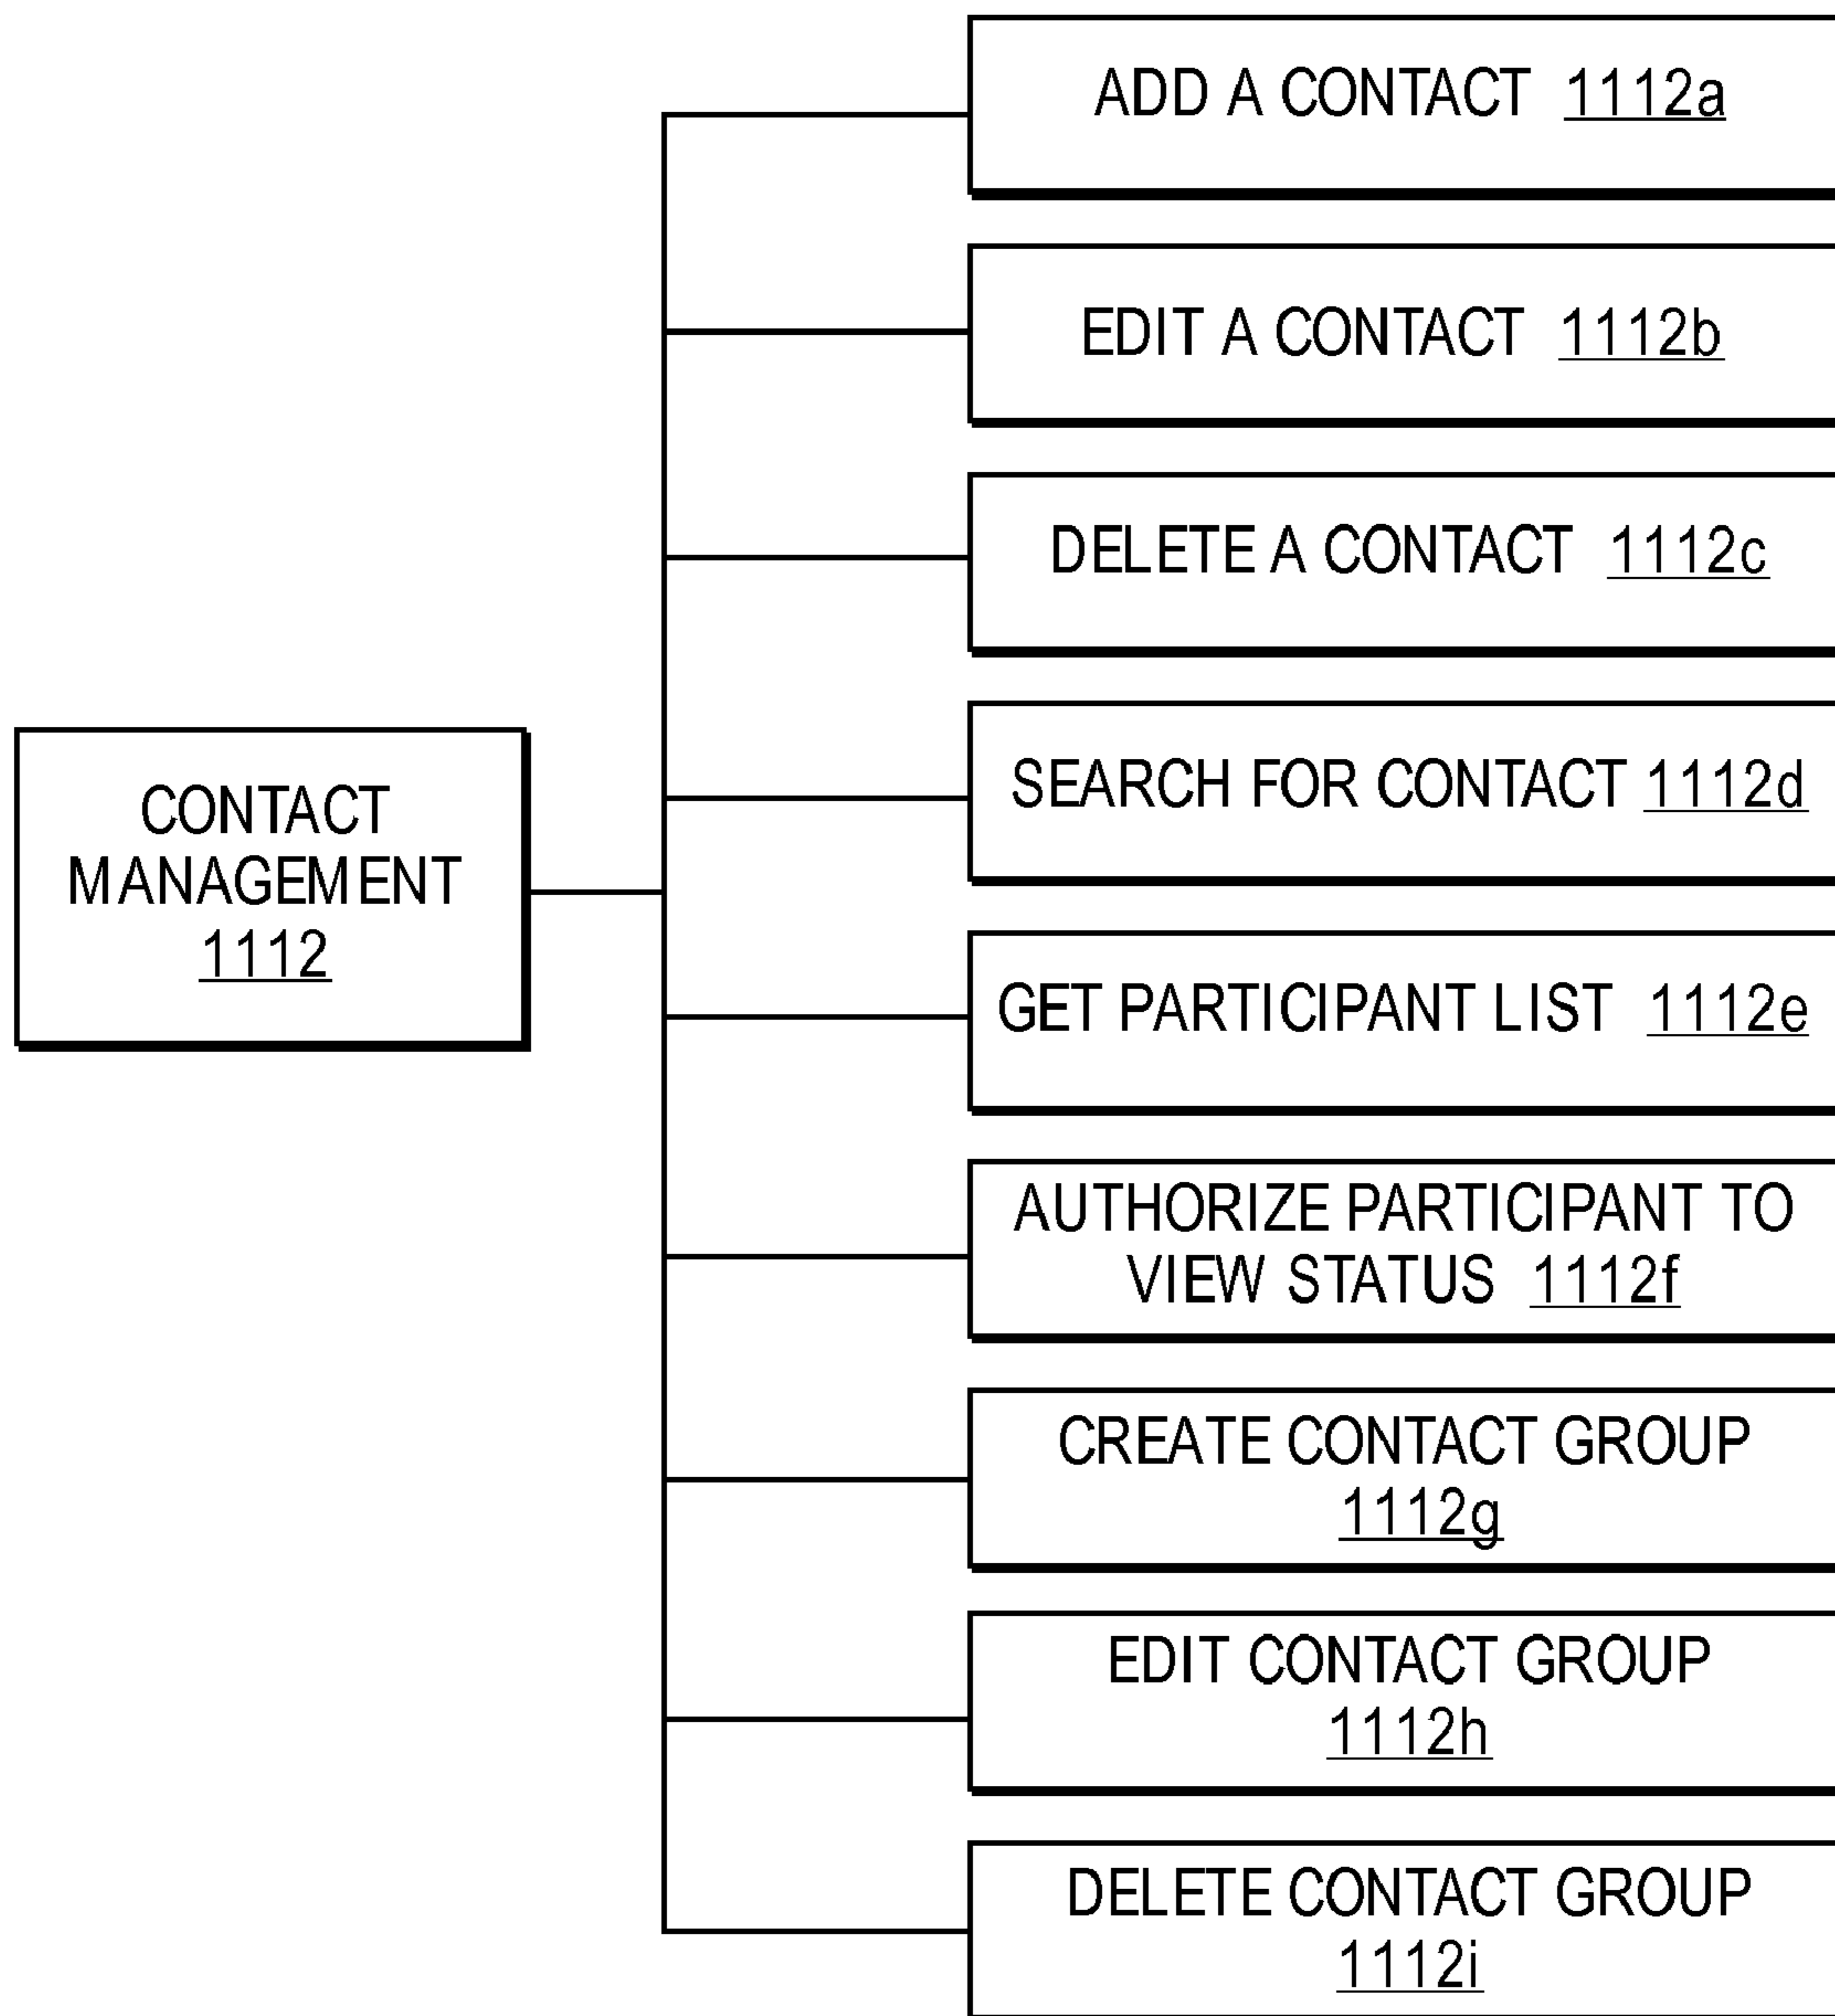 ADD A CONTACT 1112a
EDIT A CONTACT 1112b
DELETE A CONTACT 1112c
SEARCH FOR CONTACT 1112d
CONTACT
MANAGEMENT
1112
GET PARTICIPANT LIST 1112e
AUTHORIZE PARTICIPANT TO
VIEW STATUS 1112f
CREATE CONTACT GROUP
1112g
EDIT CONTACT GROUP
1112h
DELETE CONTACT GROUP
1112i